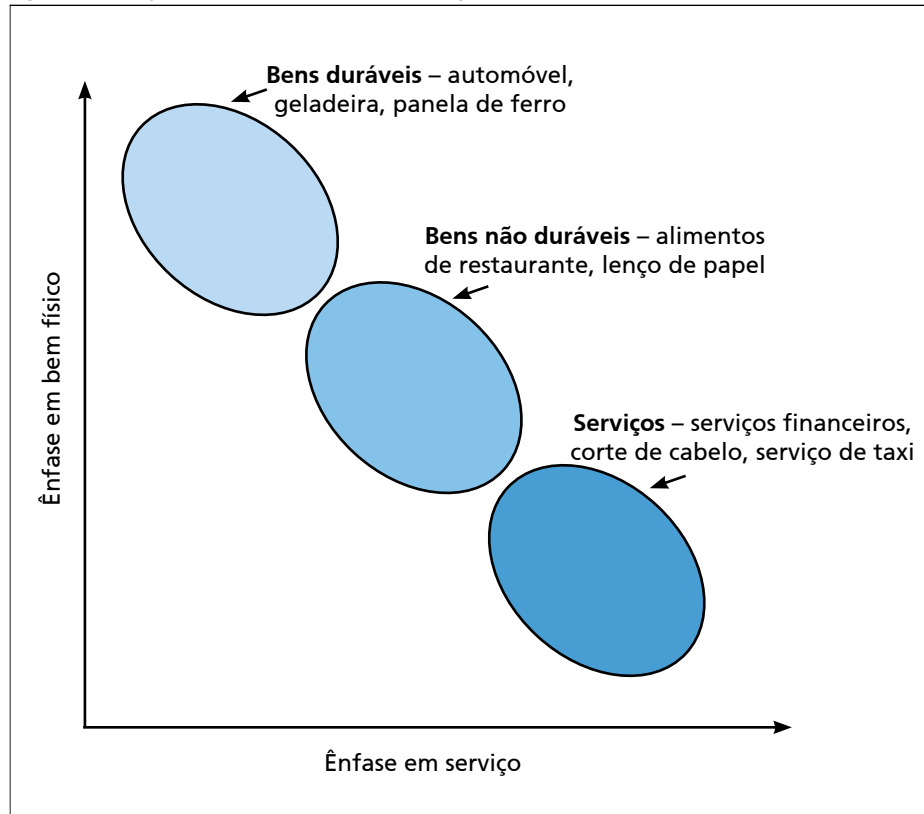 Bens duráveis – automóvel,
geladeira, panela de ferro
Bens não duráveis – alimentos
de restaurante, lenço de papel
Serviços – serviços financeiros,
corte de cabelo, serviço de taxi
Ênfase em bem físico
Ênfase em serviço